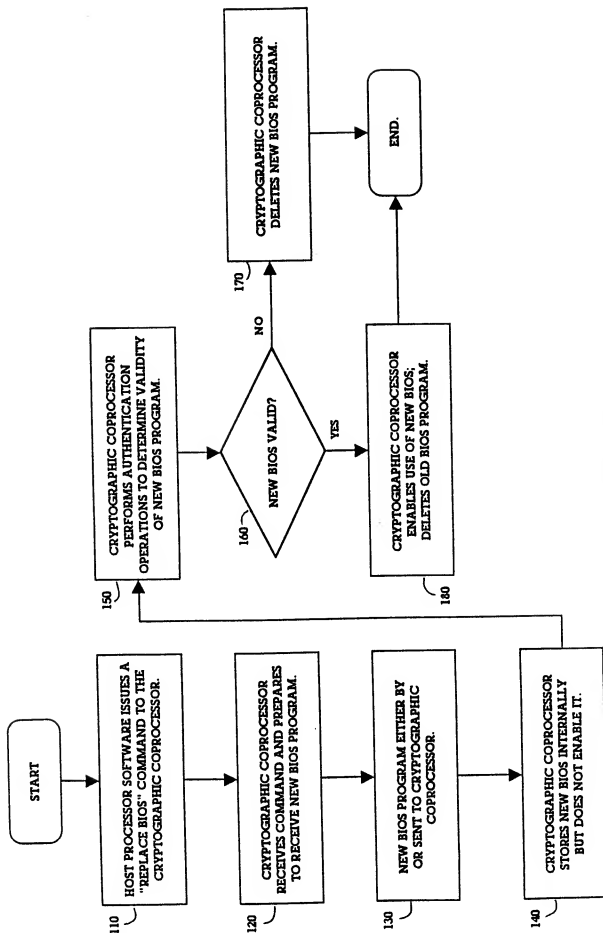 START
HOST PROCESSOR SOFTWARE ISSUES A
"REPLACE BIOS" COMMAND TO THE
CRYPTOGRAPHIC COPROCESSOR.
110
CRYPTOGRAPHIC COPROCESSOR
RECEIVES COMMAND AND PREPARES
TO RECEIVE NEW BIOS PROGRAM.
120
NEW BIOS PROGRAM EITHER BY
OR SENT TO CRYPTOGRAPHIC
COPROCESSOR.
130
CRYPTOGRAPHIC COPROCESSOR
STORES NEW BIOS INTERNALLY
BUT DOES NOT ENABLE IT.
140
CRYPTOGRAPHIC COPROCESSOR
PERFORMS AUTHENTICATION
OPERATIONS TO DETERMINE VALIDITY
OF NEW BIOS PROGRAM.
150
NEW BIOS VALID?
160
NO
YES
CRYPTOGRAPHIC COPROCESSOR
DELETES NEW BIOS PROGRAM.
170
CRYPTOGRAPHIC COPROCESSOR
ENABLES USE OF NEW BIOS;
DELETES OLD BIOS PROGRAM.
180
END.